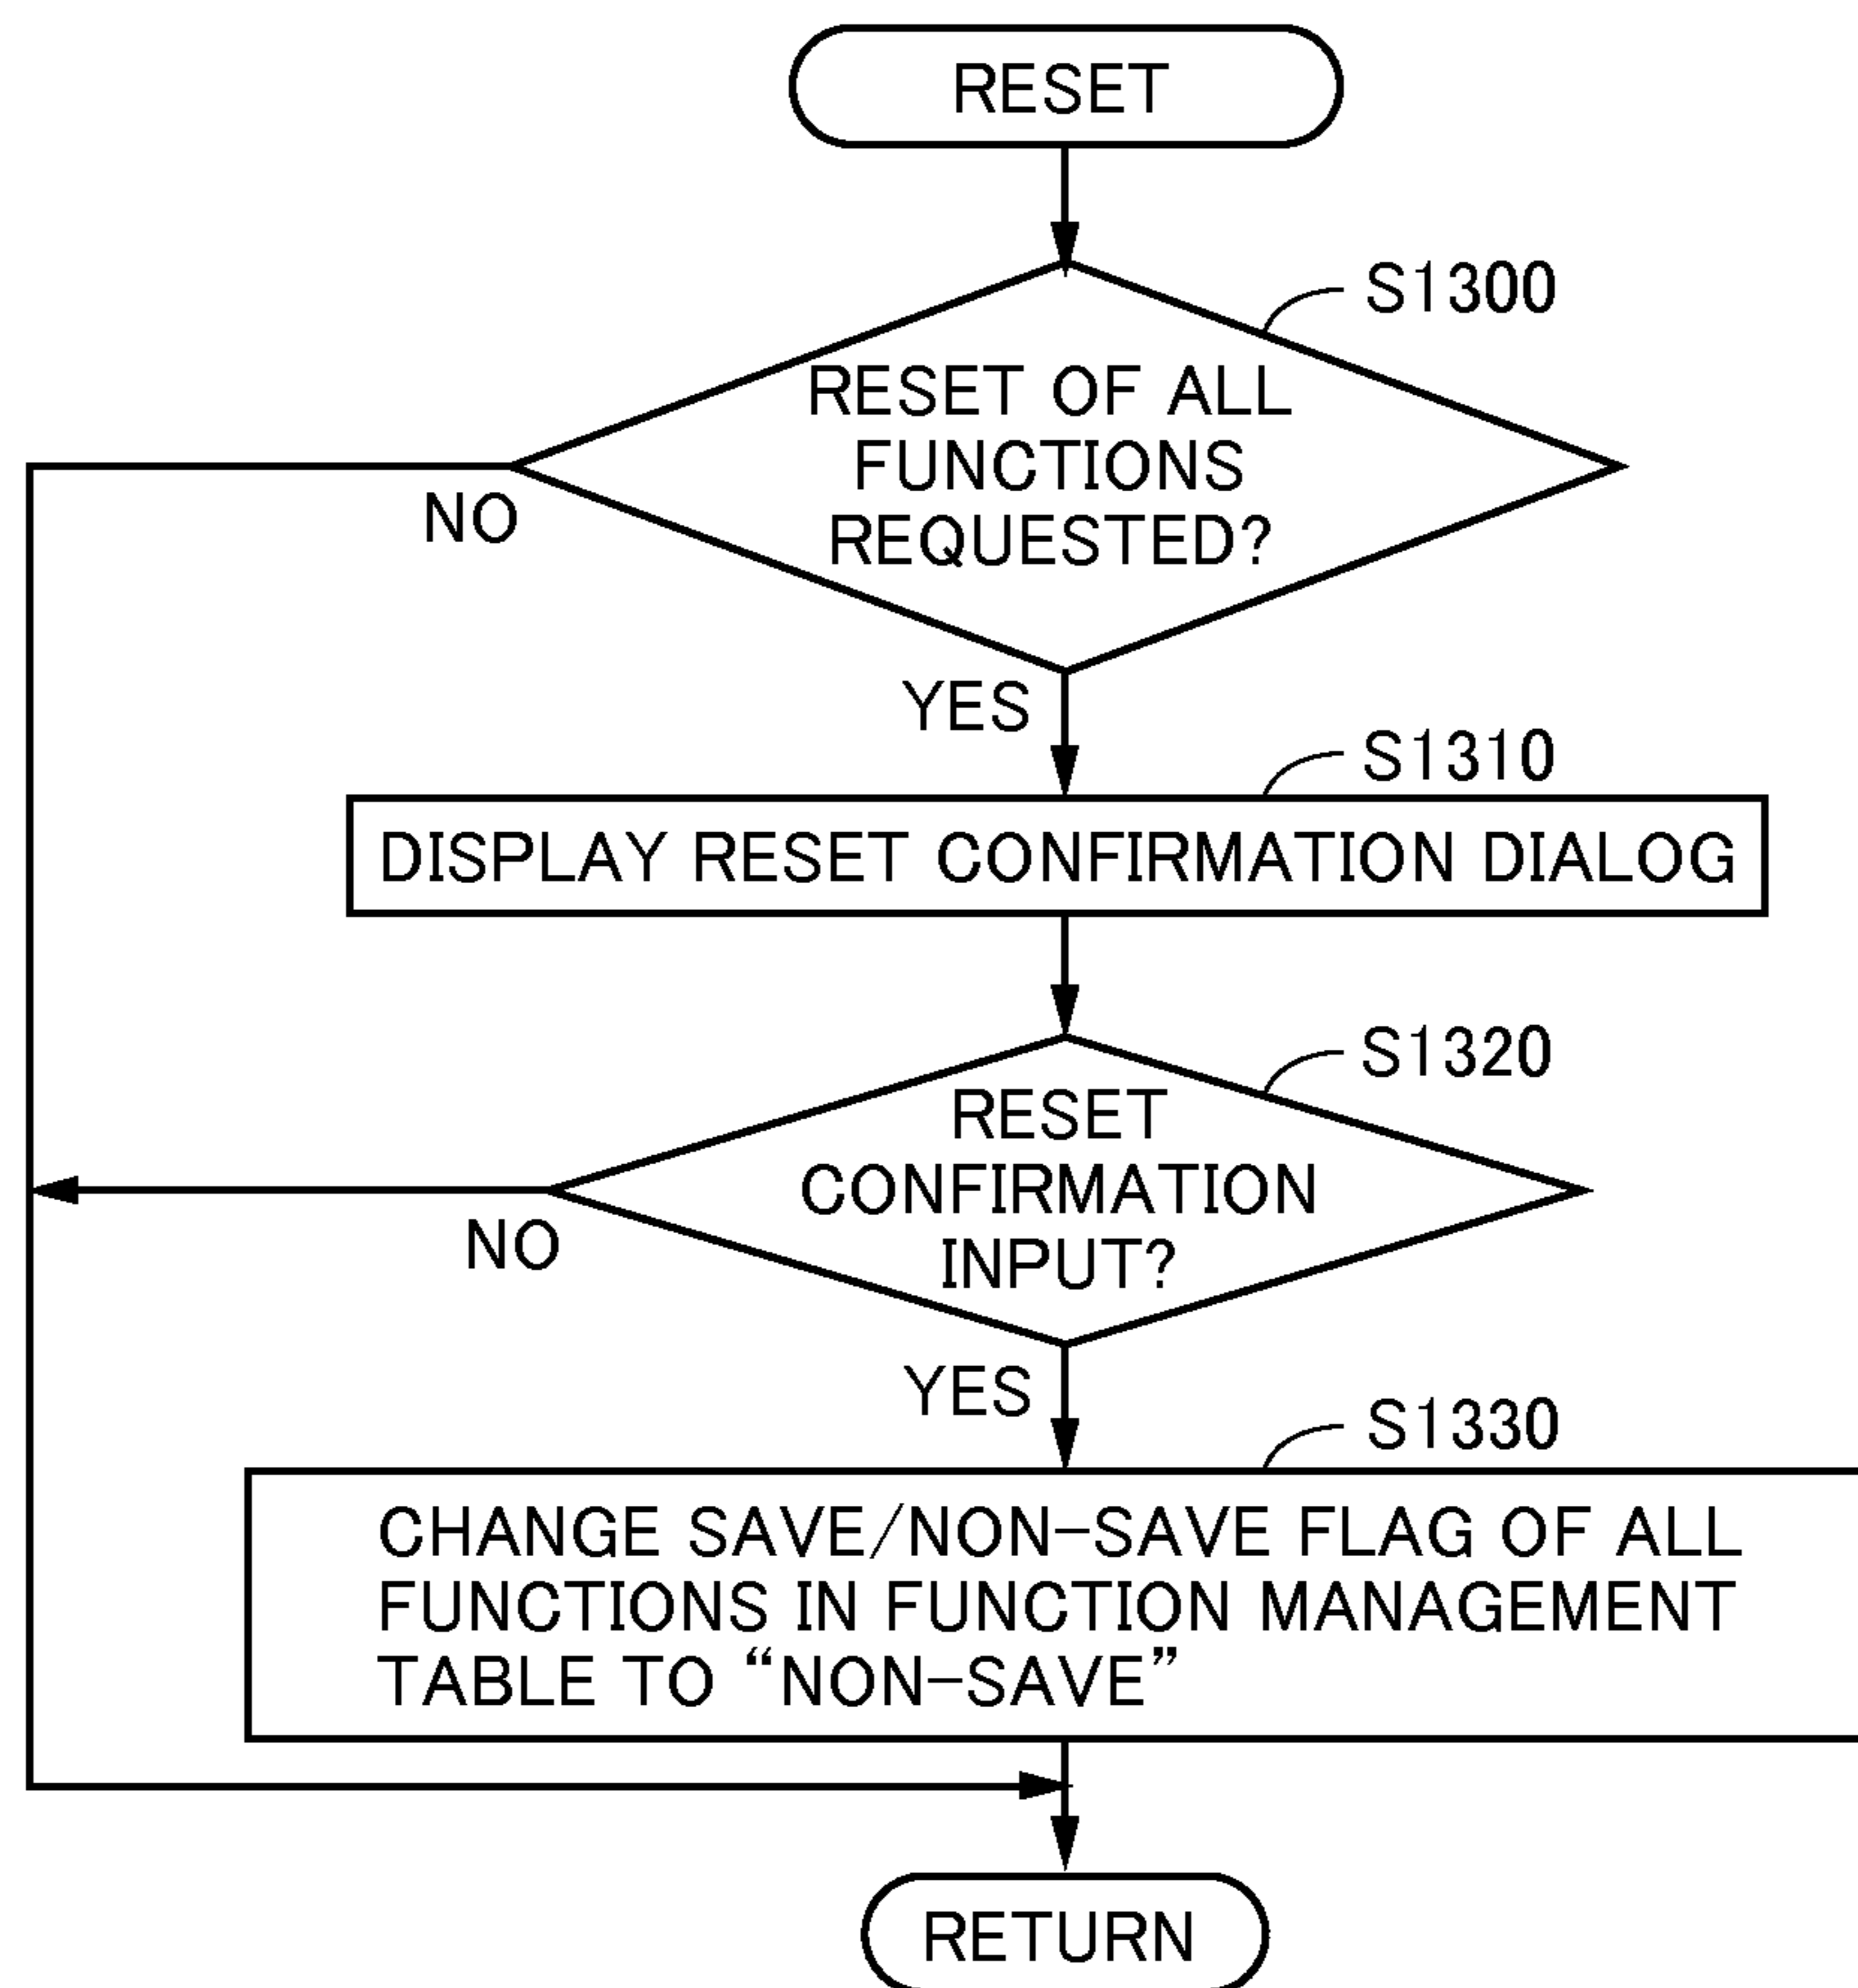 RESET
S1300
RESET OF ALL
FUNCTIONS
REQUESTED?
NO
YES
S1310
DISPLAY RESET CONFIRMATION DIALOG
S1320
RESET
CONFIRMATION
INPUT?
NO
YES
S1330
CHANGE SAVE/NON-SAVE FLAG OF ALL
FUNCTIONS IN FUNCTION MANAGEMENT
TABLE TO “NON-SAVE”
RETURN